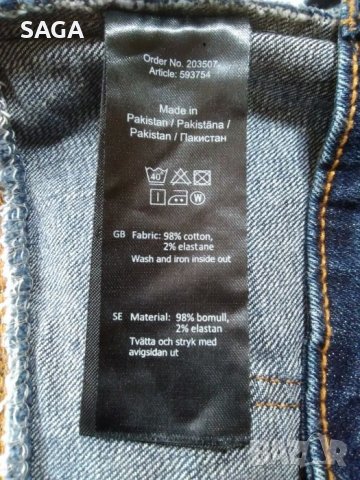 SAGA
Order No. 203507
Article: 593754
Made in
Pakistan / Pakistāna /
Pakistan / Пакистан
40
W
GB Fabric: 98% cotton,
2% elastane
Wash and iron inside out
SE Material: 98% bomull,
2% elastan
Tvätta och stryk med
avigsidan ut
BAZAR